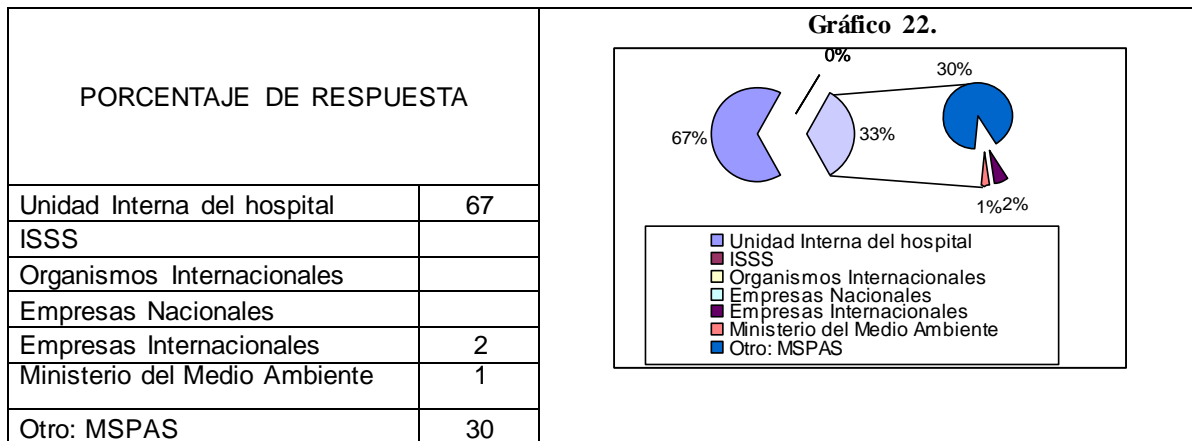 PORCENTAJE DE RESPUESTA
Unidad Interna del hospital 67
ISSS
Organismos Internacionales
Empresas Nacionales
Empresas Internacionales 2
Ministerio del Medio Ambiente 1
Otro: MSPAS 30
Gráfico 22.
0%
30%
67%
33%
1% 2%
Unidad Interna del hospital
ISSS
Organismos Internacionales
Empresas Nacionales
Empresas Internacionales
Ministerio del Medio Ambiente
Otro: MSPAS